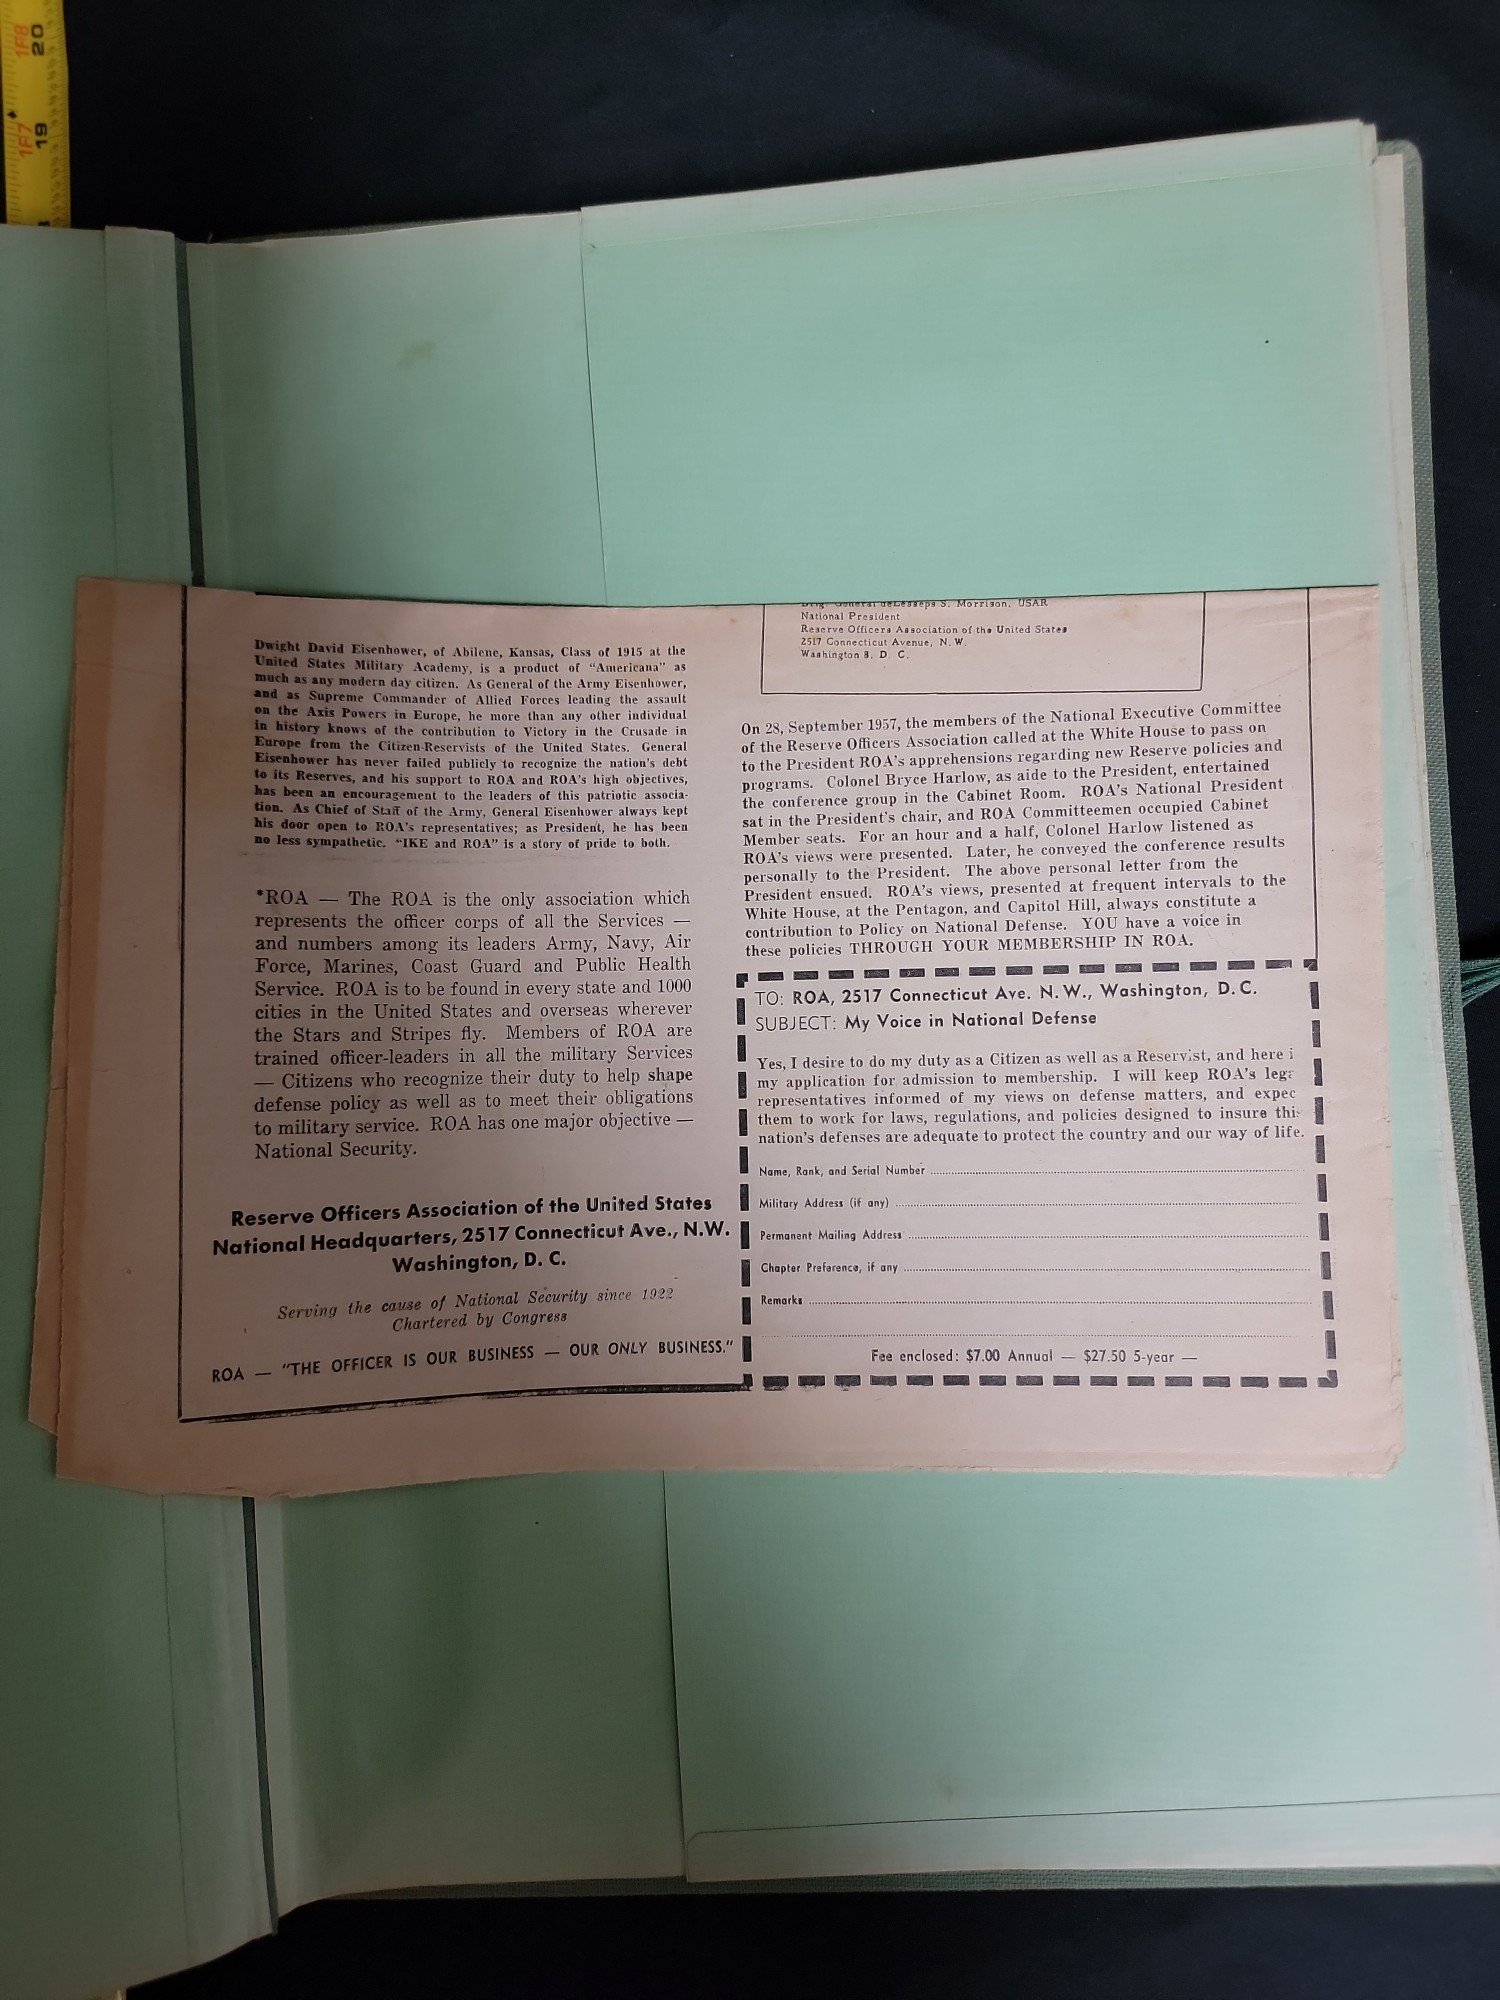 1F8
20
1F7
19
Dwight David Eisenhower, of Abilene, Kansas, Class of 1915 at the
United States Military Academy, is a product of “Americana” as
much as any modern day citizen. As General of the Army Eisenhower,
and as Supreme Commander of Allied Forces leading the assault
on the Axis Powers in Europe, he more than any other individual
in history knows of the contribution to Victory in the Crusade in
Europe from the Citizen-Reservists of the United States. General
Eisenhower has never failed publicly to recognize the nation's debt
to its Reserves, and his support to ROA and ROA's high objectives,
has been an encouragement to the leaders of this patriotic associa-
tion. As Chief of Staff of the Army, General Eisenhower always kept
his door open to ROA's representatives; as President, he has been
no less sympathetic. “IKE and ROA” is a story of pride to both.
*ROA — The ROA is the only association which
represents the officer corps of all the Services —
and numbers among its leaders Army, Navy, Air
Force, Marines, Coast Guard and Public Health
Service. ROA is to be found in every state and 1000
cities in the United States and overseas wherever
the Stars and Stripes fly. Members of ROA are
trained officer-leaders in all the military Services
— Citizens who recognize their duty to help shape
defense policy as well as to meet their obligations
to military service. ROA has one major objective —
National Security.
Reserve Officers Association of the United States
National Headquarters, 2517 Connecticut Ave., N.W.
Washington, D. C.
Serving the cause of National Security since 1922
Chartered by Congress
ROA — "THE OFFICER IS OUR BUSINESS — OUR ONLY BUSINESS."
Brig. General deLesseps S. Morrison, USAR
National President
Reserve Officers Association of the United States
2517 Connecticut Avenue, N. W.
Washington 8, D. C.
On 28, September 1957, the members of the National Executive Committee
of the Reserve Officers Association called at the White House to pass on
to the President ROA's apprehensions regarding new Reserve policies and
programs. Colonel Bryce Harlow, as aide to the President, entertained
the conference group in the Cabinet Room. ROA's National President
sat in the President's chair, and ROA Committeemen occupied Cabinet
Member seats. For an hour and a half, Colonel Harlow listened as
ROA's views were presented. Later, he conveyed the conference results
personally to the President. The above personal letter from the
President ensued. ROA's views, presented at frequent intervals to the
White House, at the Pentagon, and Capitol Hill, always constitute a
contribution to Policy on National Defense. YOU have a voice in
these policies THROUGH YOUR MEMBERSHIP IN ROA.
TO: ROA, 2517 Connecticut Ave. N. W., Washington, D. C.
SUBJECT: My Voice in National Defense
Yes, I desire to do my duty as a Citizen as well as a Reservist, and here i
my application for admission to membership. I will keep ROA's lega
representatives informed of my views on defense matters, and expec
them to work for laws, regulations, and policies designed to insure this
nation's defenses are adequate to protect the country and our way of life.
Name, Rank, and Serial Number
Military Address (if any)
Permanent Mailing Address
Chapter Preference, if any
Remarks
Fee enclosed: $7.00 Annual — $27.50 5-year —